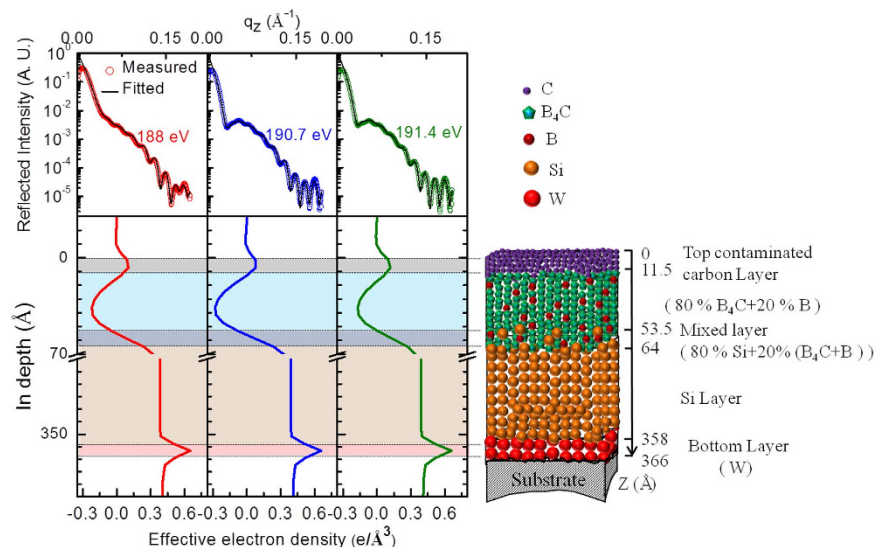 q_z (Å⁻¹)
0.00 0.15 0.00 0.15 0.00 0.15
Reflected Intensity (A. U.)
10⁰
10⁻¹
10⁻²
10⁻³
10⁻⁴
10⁻⁵
Measured
Fitted
188 eV
190.7 eV
191.4 eV
In depth (Å)
0
70
350
-0.3 0.0 0.3 0.6 -0.3 0.0 0.3 0.6 -0.3 0.0 0.3 0.6
Effective electron density (e/Å³)
C
B₄C
B
Si
W
0
11.5
53.5
64
358
366
Z (Å)
Substrate
Top contaminated
carbon Layer
( 80 % B₄C+20 % B )
Mixed layer
( 80 % Si+20% (B₄C+B ) )
Si Layer
Bottom Layer
( W )